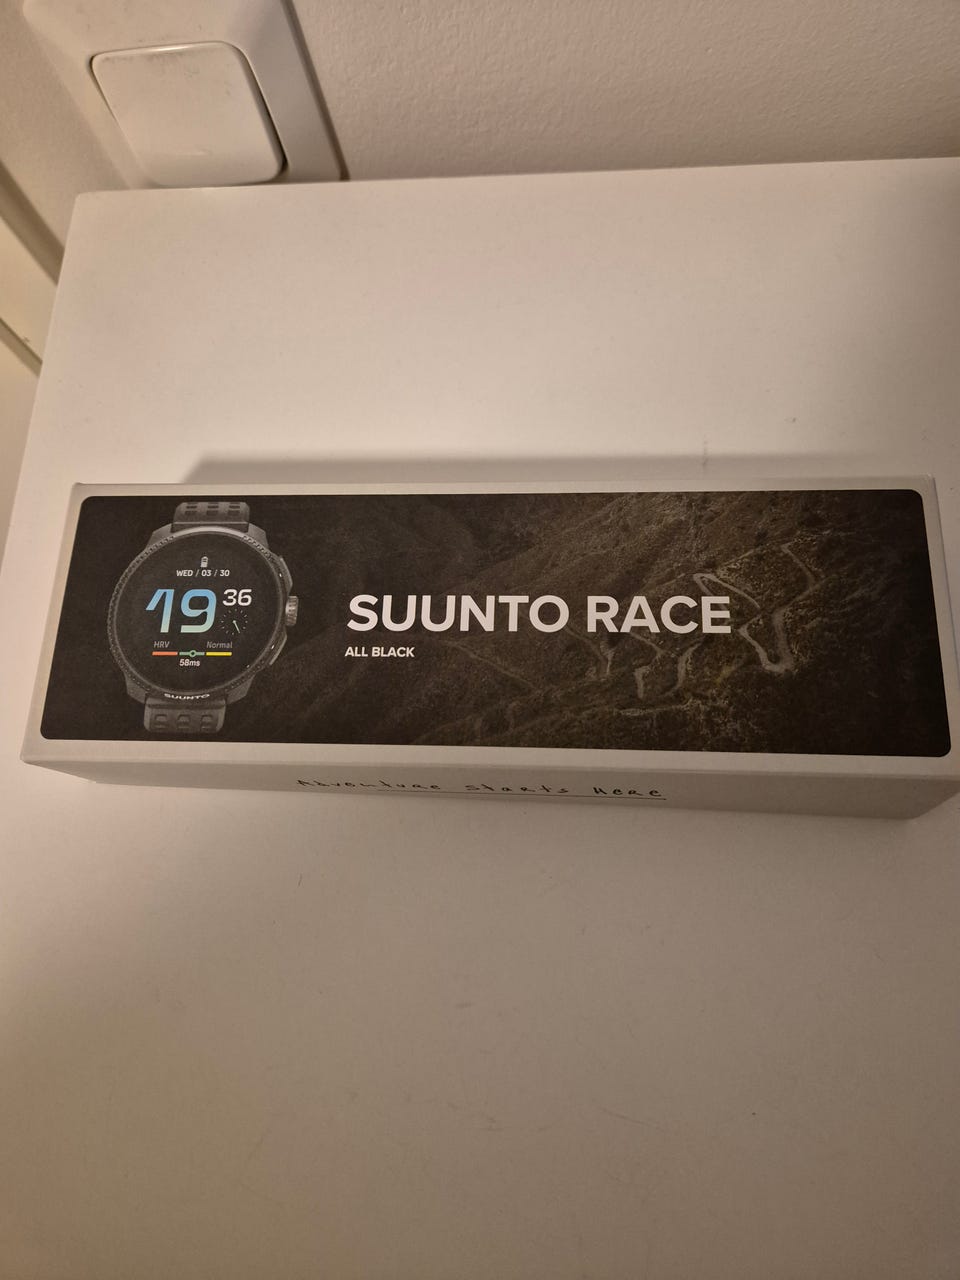 WED / 03 / 30
19 36
HRV Normal
58ms
SUUNTO
SUUNTO RACE
ALL BLACK
Adventure starts Here